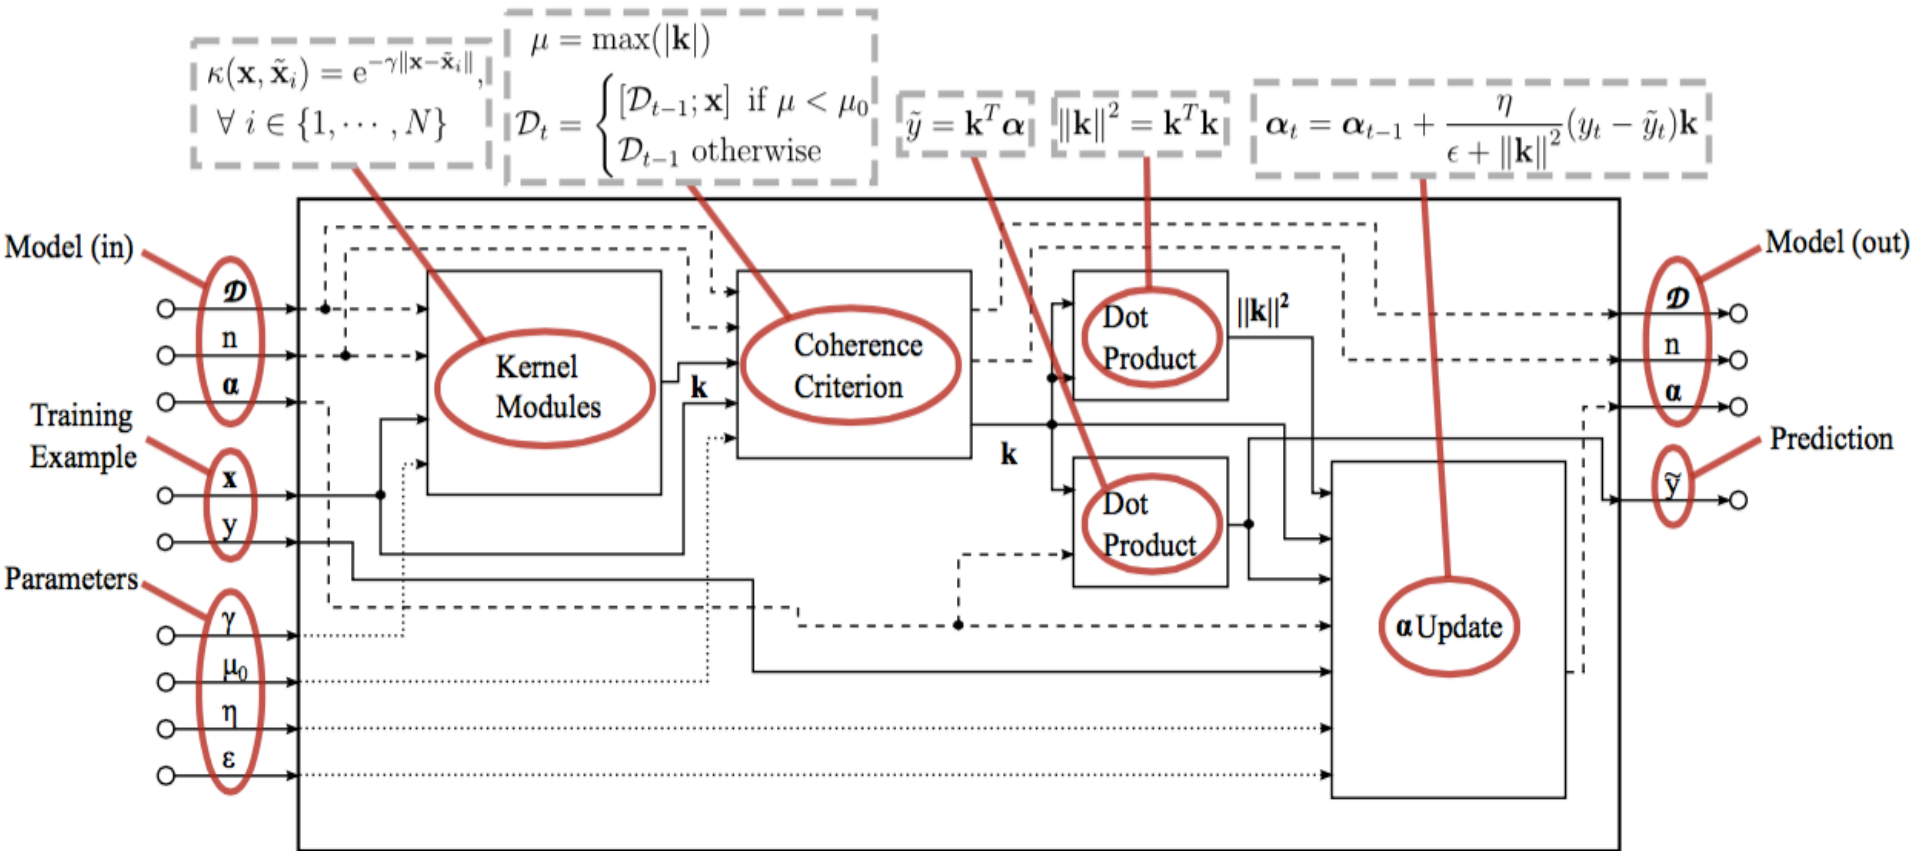 κ(x, x̃ᵢ) = e^{−γ‖x−x̃ᵢ‖},
∀ i ∈ {1, ⋯ , N}
μ = max(|k|)
𝒟ₜ = { [𝒟ₜ₋₁; x] if μ < μ₀
𝒟ₜ₋₁ otherwise
ỹ = kᵀα
‖k‖² = kᵀk
αₜ = αₜ₋₁ + η / (ϵ + ‖k‖²) (yₜ − ỹₜ)k
Model (in)
𝒟
n
α
Training
Example
x
y
Parameters
γ
μ₀
η
ε
Kernel
Modules
k
Coherence
Criterion
k
Dot
Product
||k||²
Dot
Product
α Update
Model (out)
𝒟
n
α
Prediction
ỹ